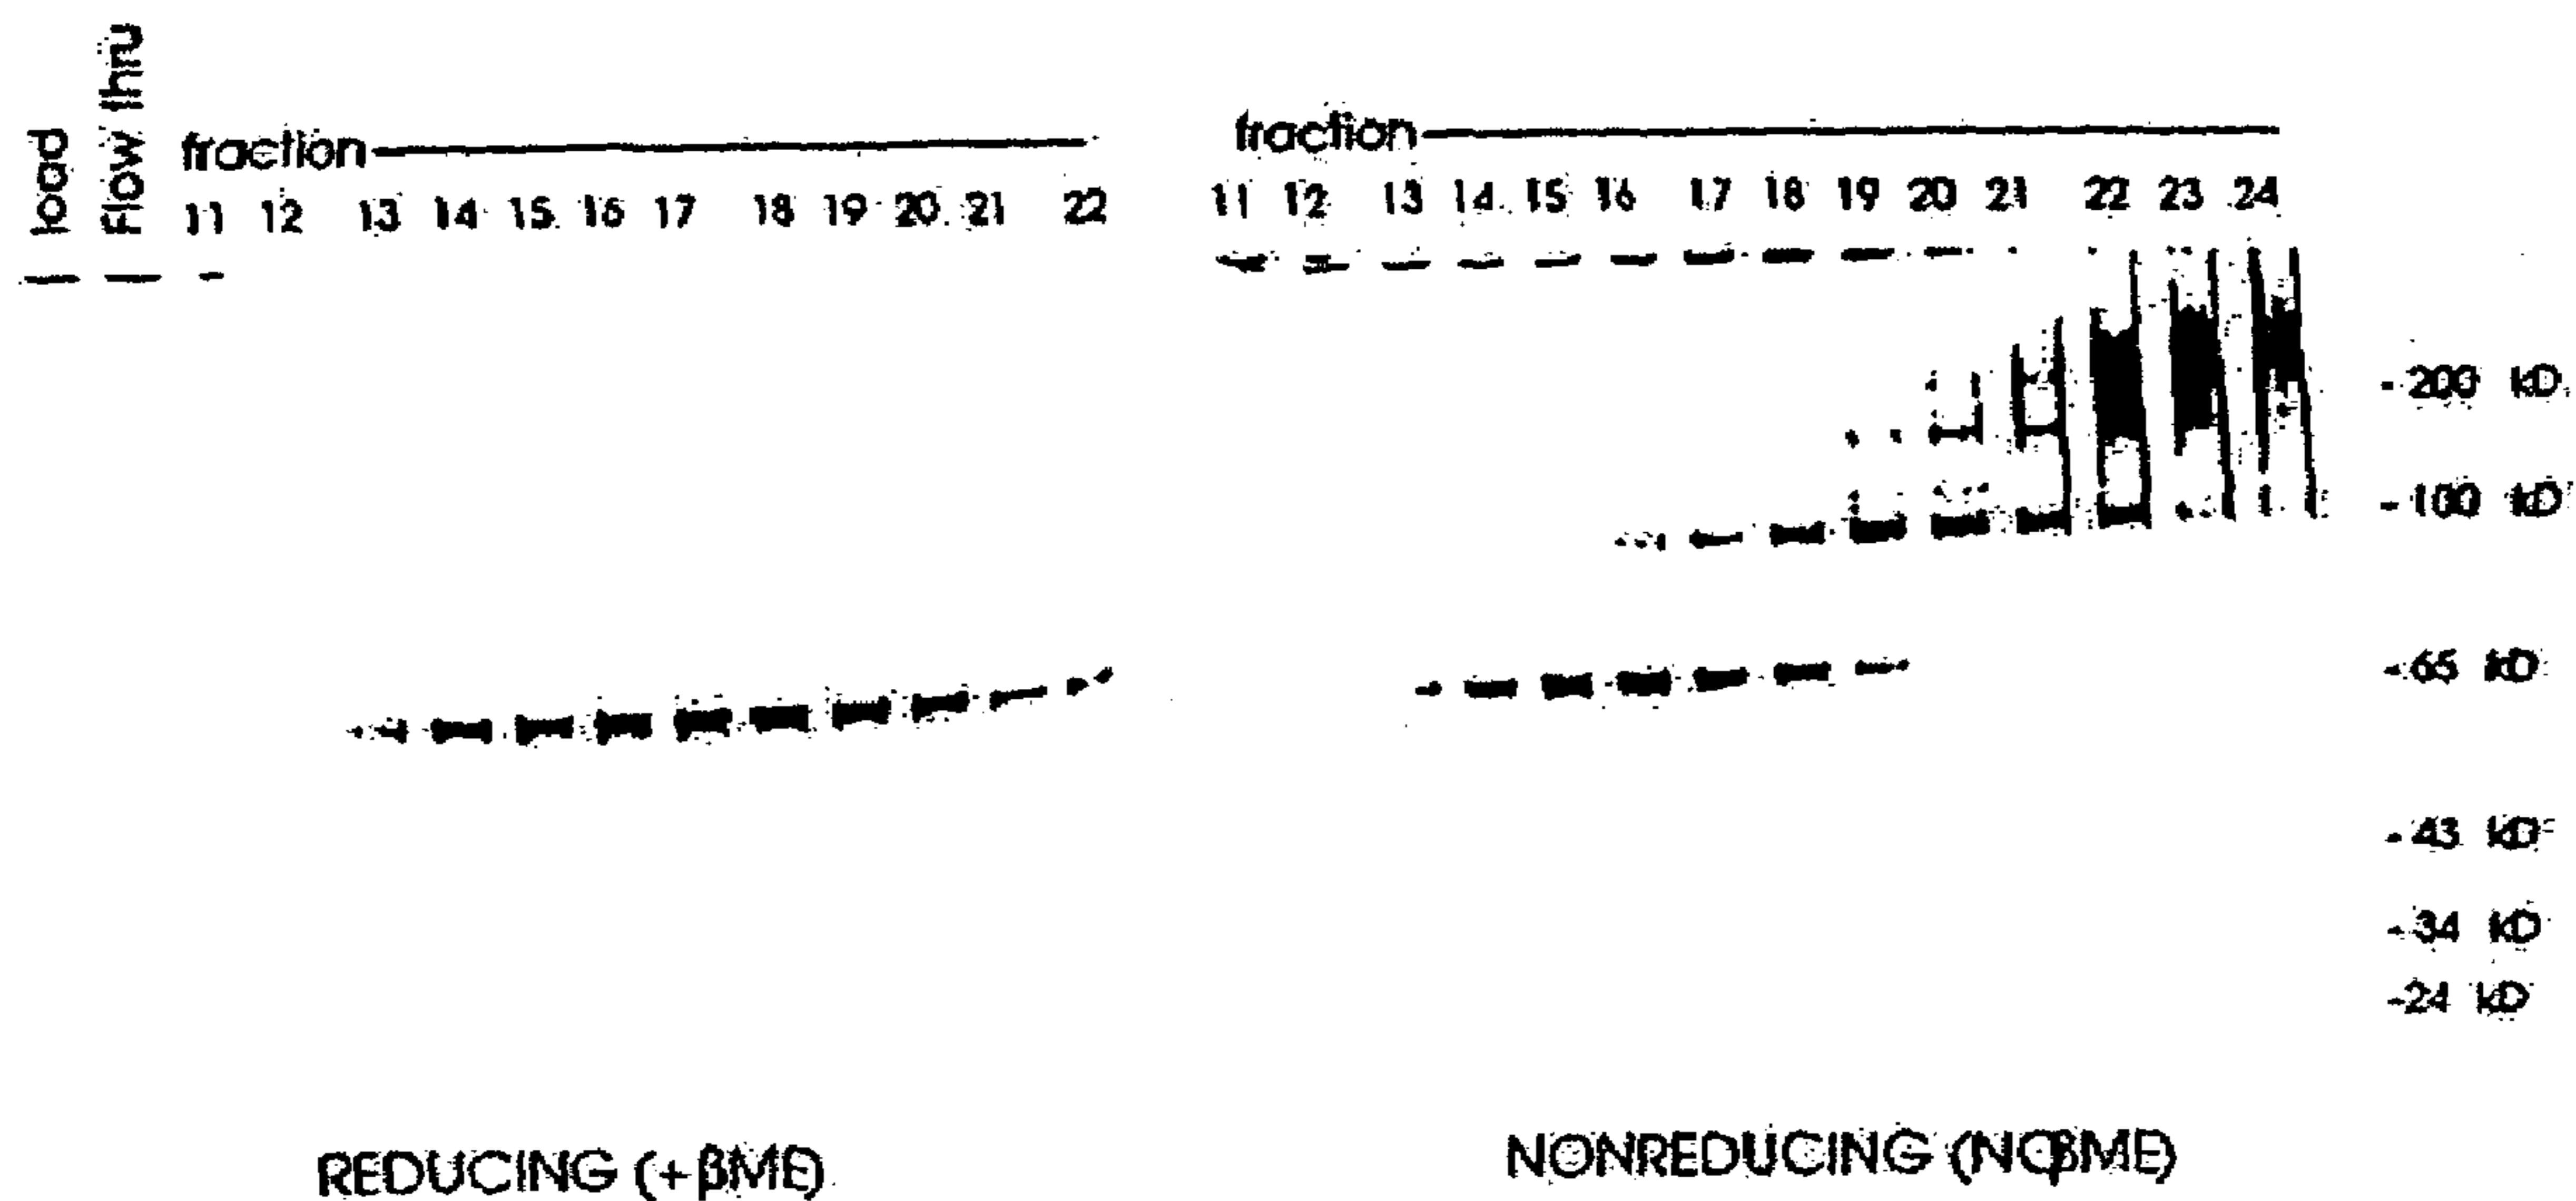 load
Flow thru
fraction
11 12 13 14 15 16 17 18 19 20 21 22
fraction
11 12 13 14 15 16 17 18 19 20 21 22 23 24
- 200 kD
- 100 kD
- 65 kD
- 43 kD
- 34 kD
- 24 kD
REDUCING (+βME)
NONREDUCING (NOβME)